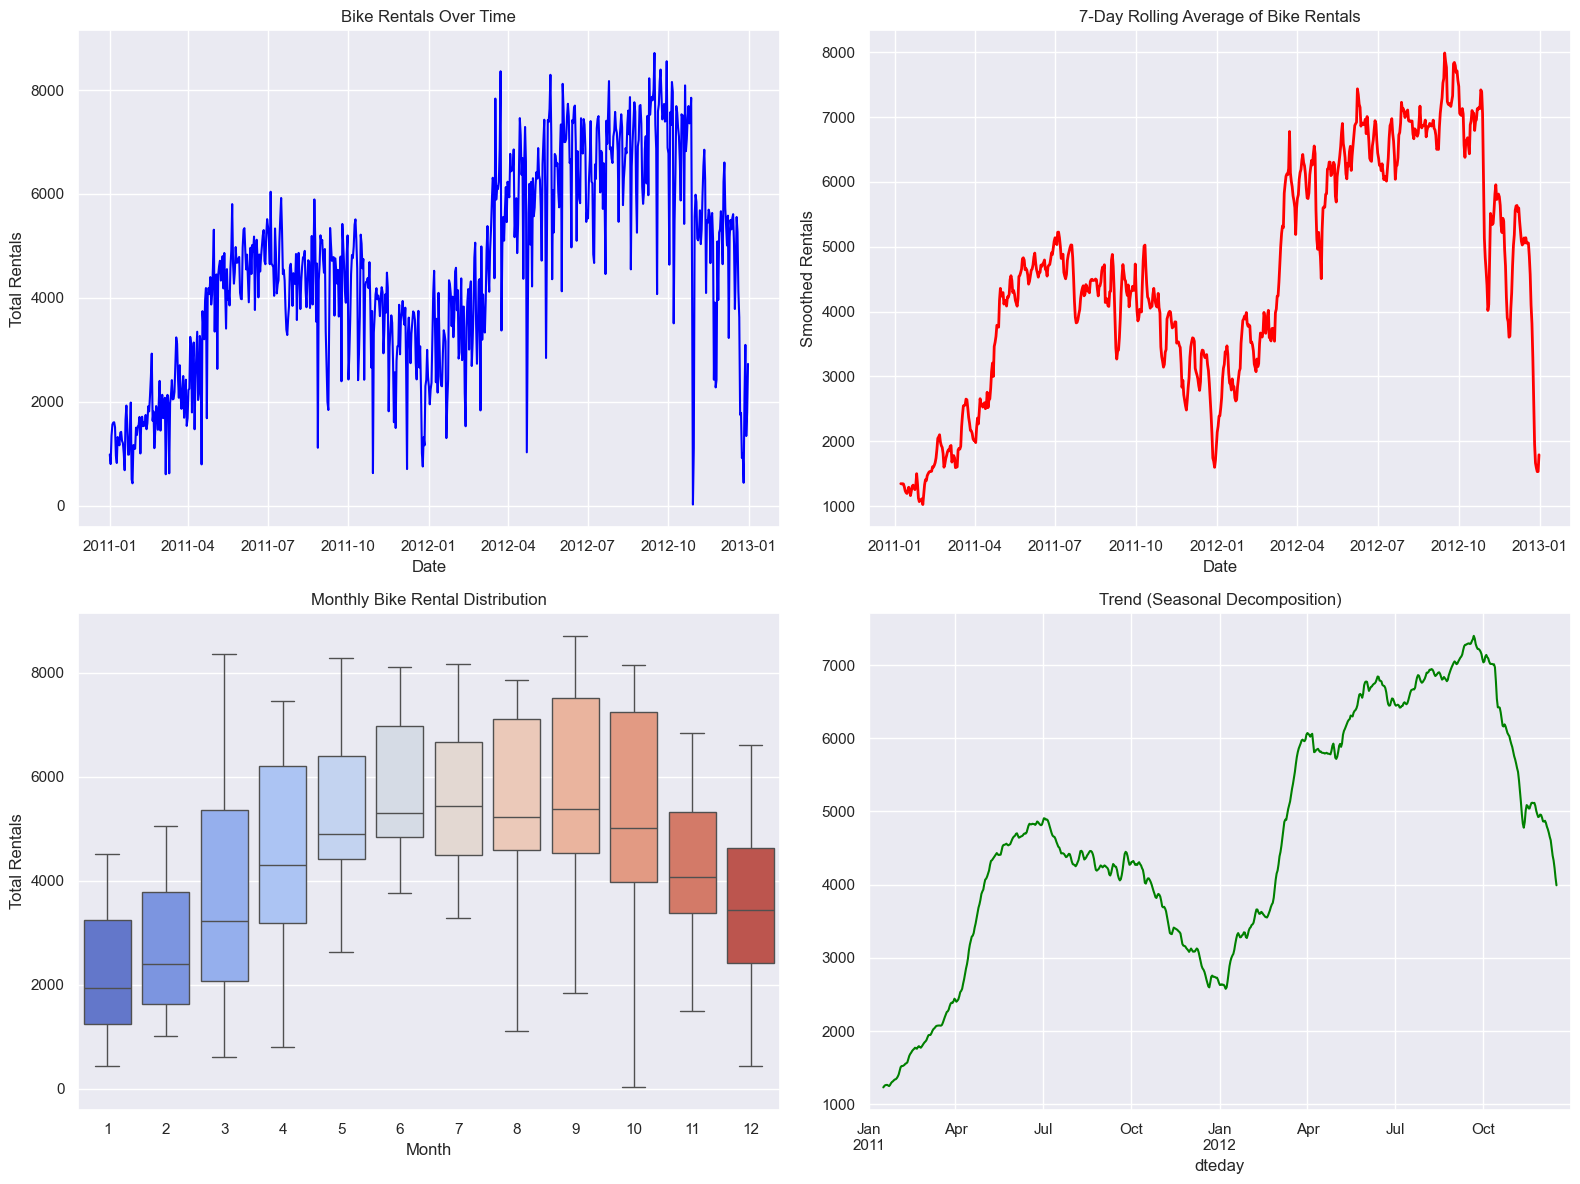 Bike Rentals Over Time
Total Rentals
8000
6000
4000
2000
0
2011-01 2011-04 2011-07 2011-10 2012-01 2012-04 2012-07 2012-10 2013-01
Date
7-Day Rolling Average of Bike Rentals
Smoothed Rentals
8000
7000
6000
5000
4000
3000
2000
1000
2011-01 2011-04 2011-07 2011-10 2012-01 2012-04 2012-07 2012-10 2013-01
Date
Monthly Bike Rental Distribution
Total Rentals
8000
6000
4000
2000
0
1 2 3 4 5 6 7 8 9 10 11 12
Month
Trend (Seasonal Decomposition)
7000
6000
5000
4000
3000
2000
1000
Jan Apr Jul Oct Jan Apr Jul Oct
2011 2012
dteday